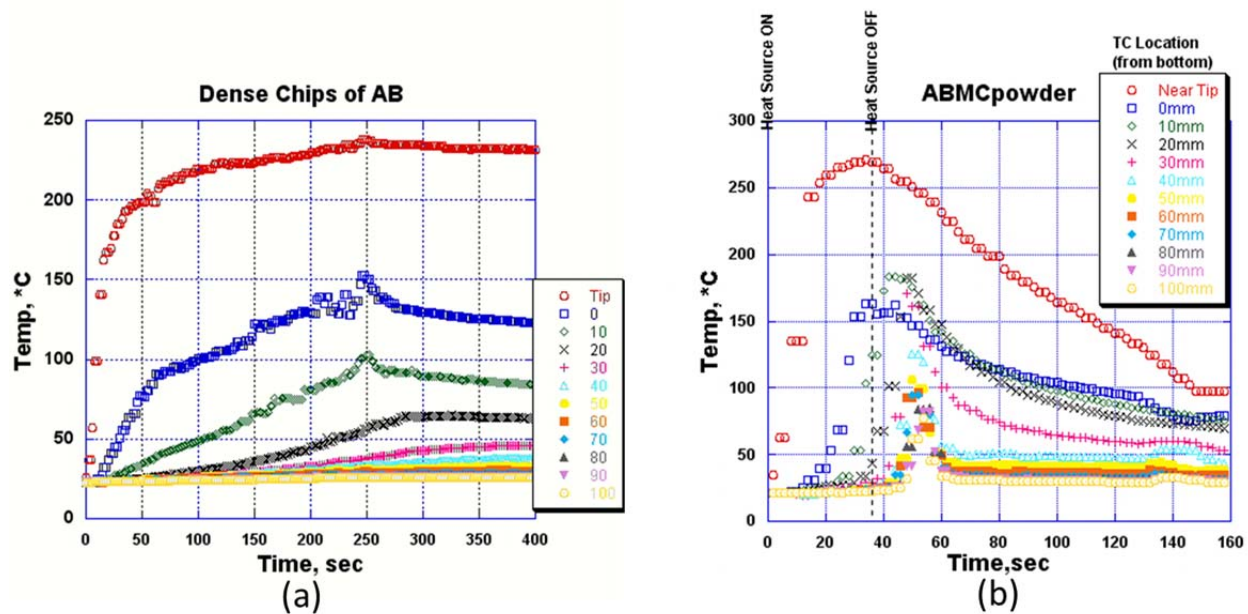 Dense Chips of AB
Temp, *C
250
200
150
100
50
0
0 50 100 150 200 250 300 350 400
Time, sec
Tip
0
10
20
30
40
50
60
70
80
90
100
(a)
Heat Source ON
Heat Source OFF
ABMCpowder
TC Location
(from bottom)
Near Tip
0mm
10mm
20mm
30mm
40mm
50mm
60mm
70mm
80mm
90mm
100mm
Temp, *C
300
250
200
150
100
50
0
0 20 40 60 80 100 120 140 160
Time,sec
(b)